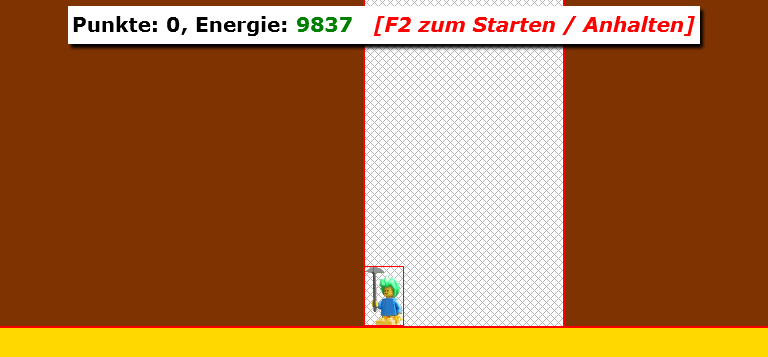 Punkte: 0, Energie: 9837 [F2 zum Starten / Anhalten]